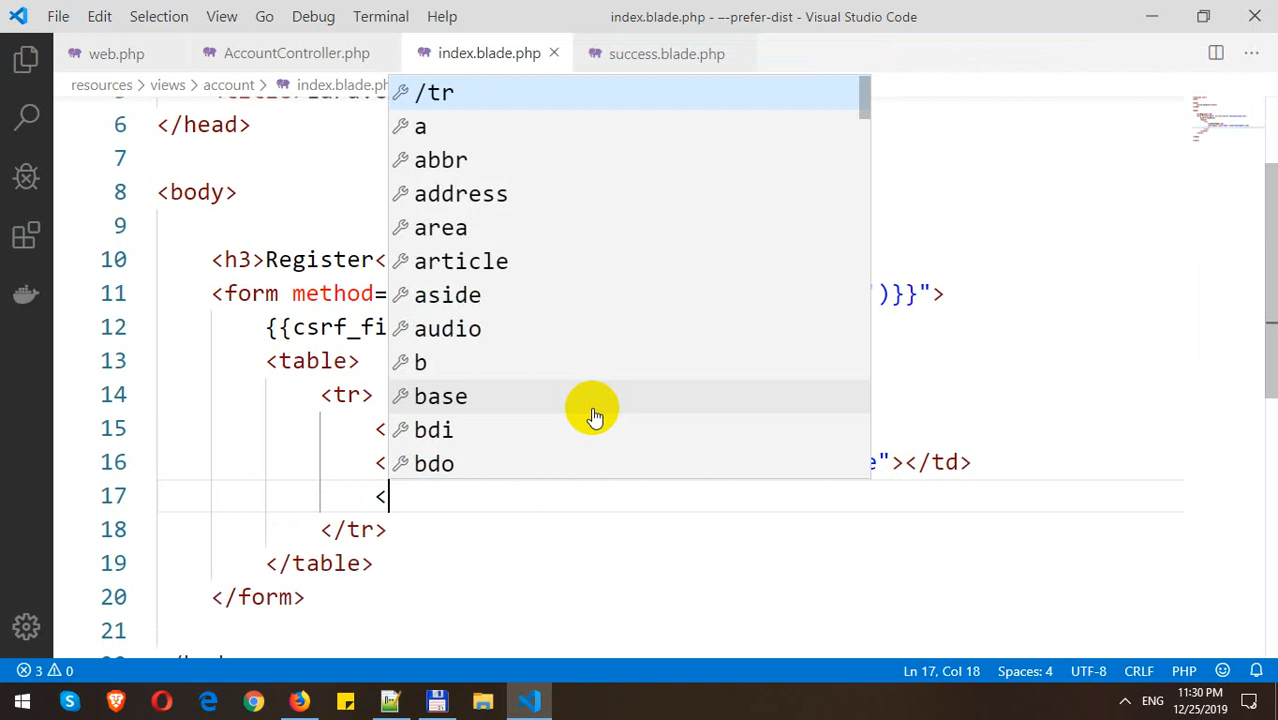 File Edit Selection View Go Debug Terminal Help index.blade.php - --prefer-dist - Visual Studio Code
web.php AccountController.php index.blade.php success.blade.php
resources > views > account > index.blade.ph
/tr
a
abbr
address
area
article
aside
audio
b
base
bdi
bdo
6 </head>
7
8 <body>
9
10 <h3>Register<
11 <form method= ')}}">
12 {{csrf_fi
13 <table>
14 <tr>
15 <
16 < e"></td>
17 <
18 </tr>
19 </table>
20 </form>
21
3 0 Ln 17, Col 18 Spaces: 4 UTF-8 CRLF PHP
ENG 11:30 PM
12/25/2019